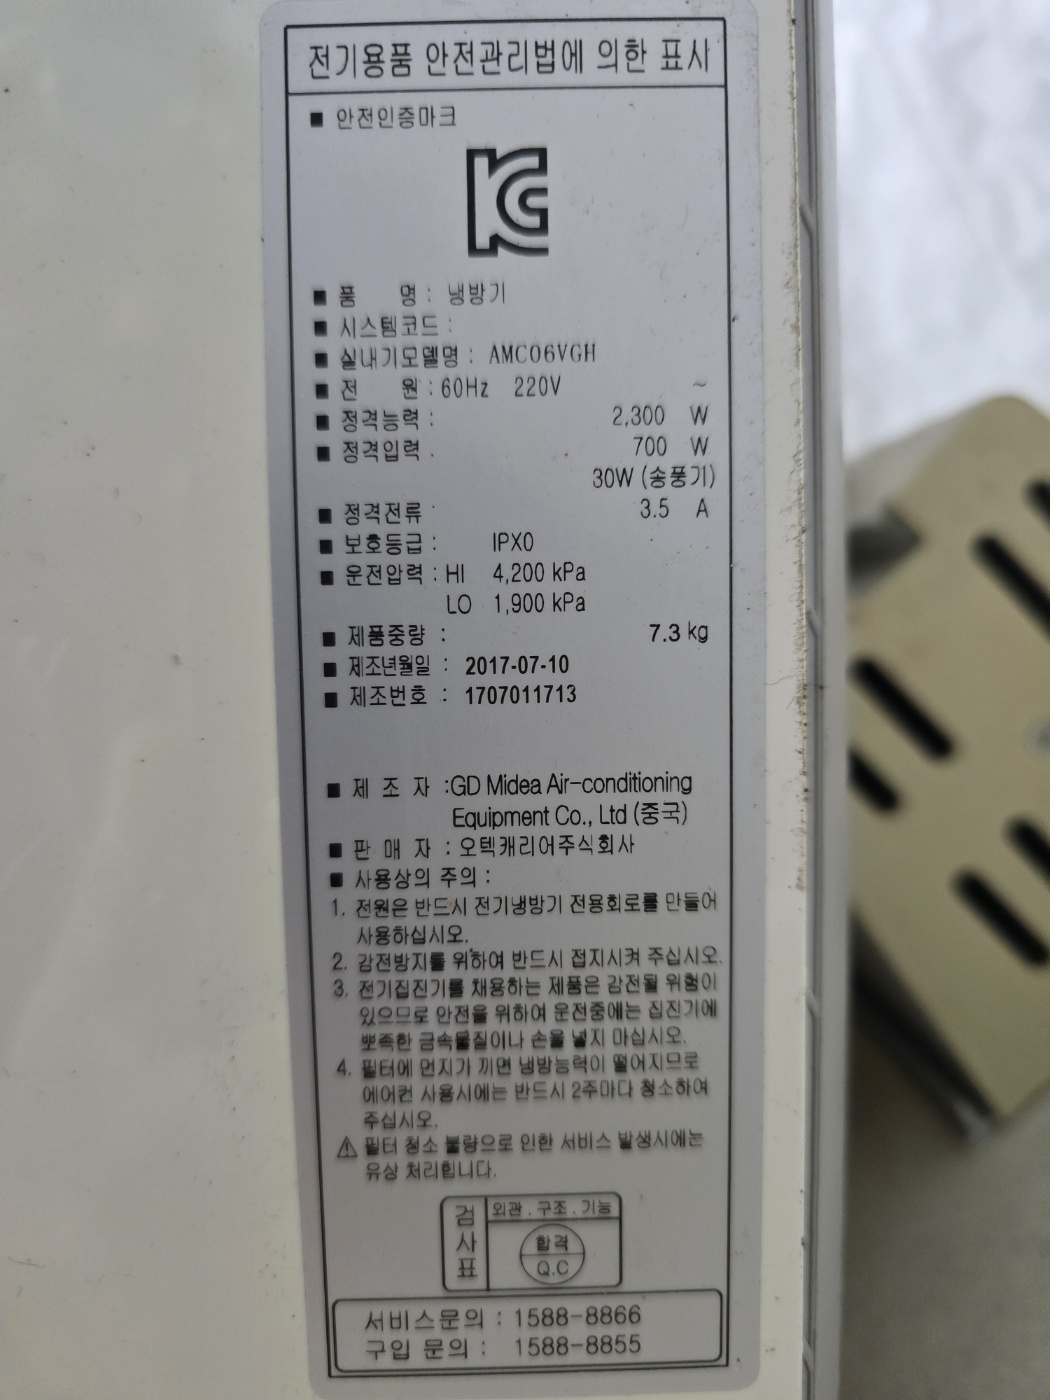 전기용품 안전관리법에 의한 표시
■ 안전인증마크
■ 품 명 : 냉방기
■ 시스템코드 :
■ 실내기모델명 : AMC06VGH
■ 전 원 : 60Hz 220V ~
■ 정격능력 : 2,300 W
■ 정격입력 : 700 W
30W (송풍기)
■ 정격전류 : 3.5 A
■ 보호등급 : IPX0
■ 운전압력 : HI 4,200 kPa
LO 1,900 kPa
■ 제품중량 : 7.3 kg
■ 제조년월일 : 2017-07-10
■ 제조번호 : 1707011713
■ 제 조 자 :GD Midea Air-conditioning
Equipment Co., Ltd (중국)
■ 판 매 자 : 오텍캐리어주식회사
■ 사용상의 주의 :
1. 전원은 반드시 전기냉방기 전용회로를 만들어
사용하십시오.
2. 감전방지를 위하여 반드시 접지시켜 주십시오.
3. 전기집진기를 채용하는 제품은 감전될 위험이
있으므로 안전을 위하여 운전중에는 집진기에
뾰족한 금속물질이나 손을 넣지 마십시오.
4. 필터에 먼지가 끼면 냉방능력이 떨어지므로
에어컨 사용시에는 반드시 2주마다 청소하여
주십시오.
⚠ 필터 청소 불량으로 인한 서비스 발생시에는
유상 처리됩니다.
검사표
외관 . 구조 . 기능
합격
Q.C
서비스문의 : 1588-8866
구입 문의 : 1588-8855